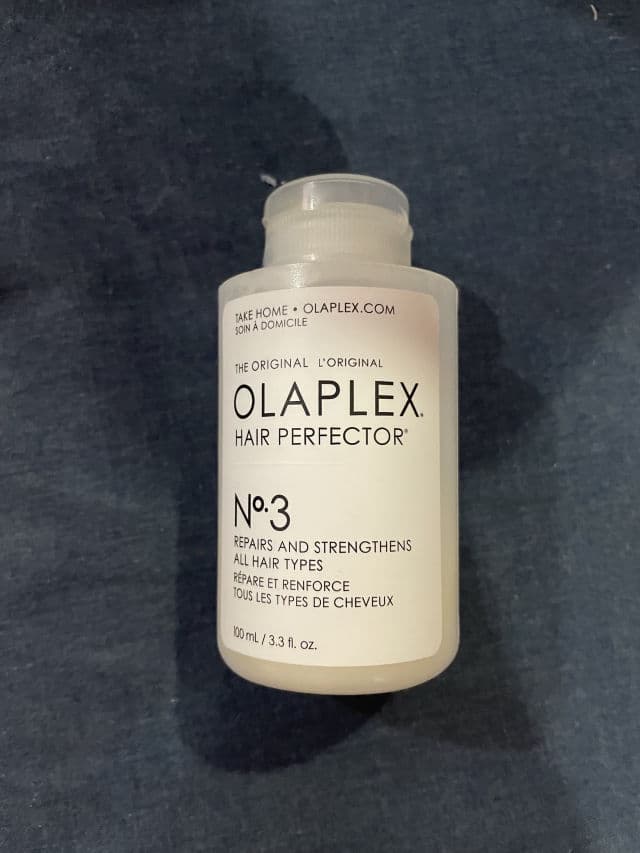 TAKE HOME • OLAPLEX.COM
SOIN À DOMICILE
THE ORIGINAL L'ORIGINAL
OLAPLEX®
HAIR PERFECTOR®
Nº.3
REPAIRS AND STRENGTHENS
ALL HAIR TYPES
RÉPARE ET RENFORCE
TOUS LES TYPES DE CHEVEUX
100 mL / 3.3 fl. oz.